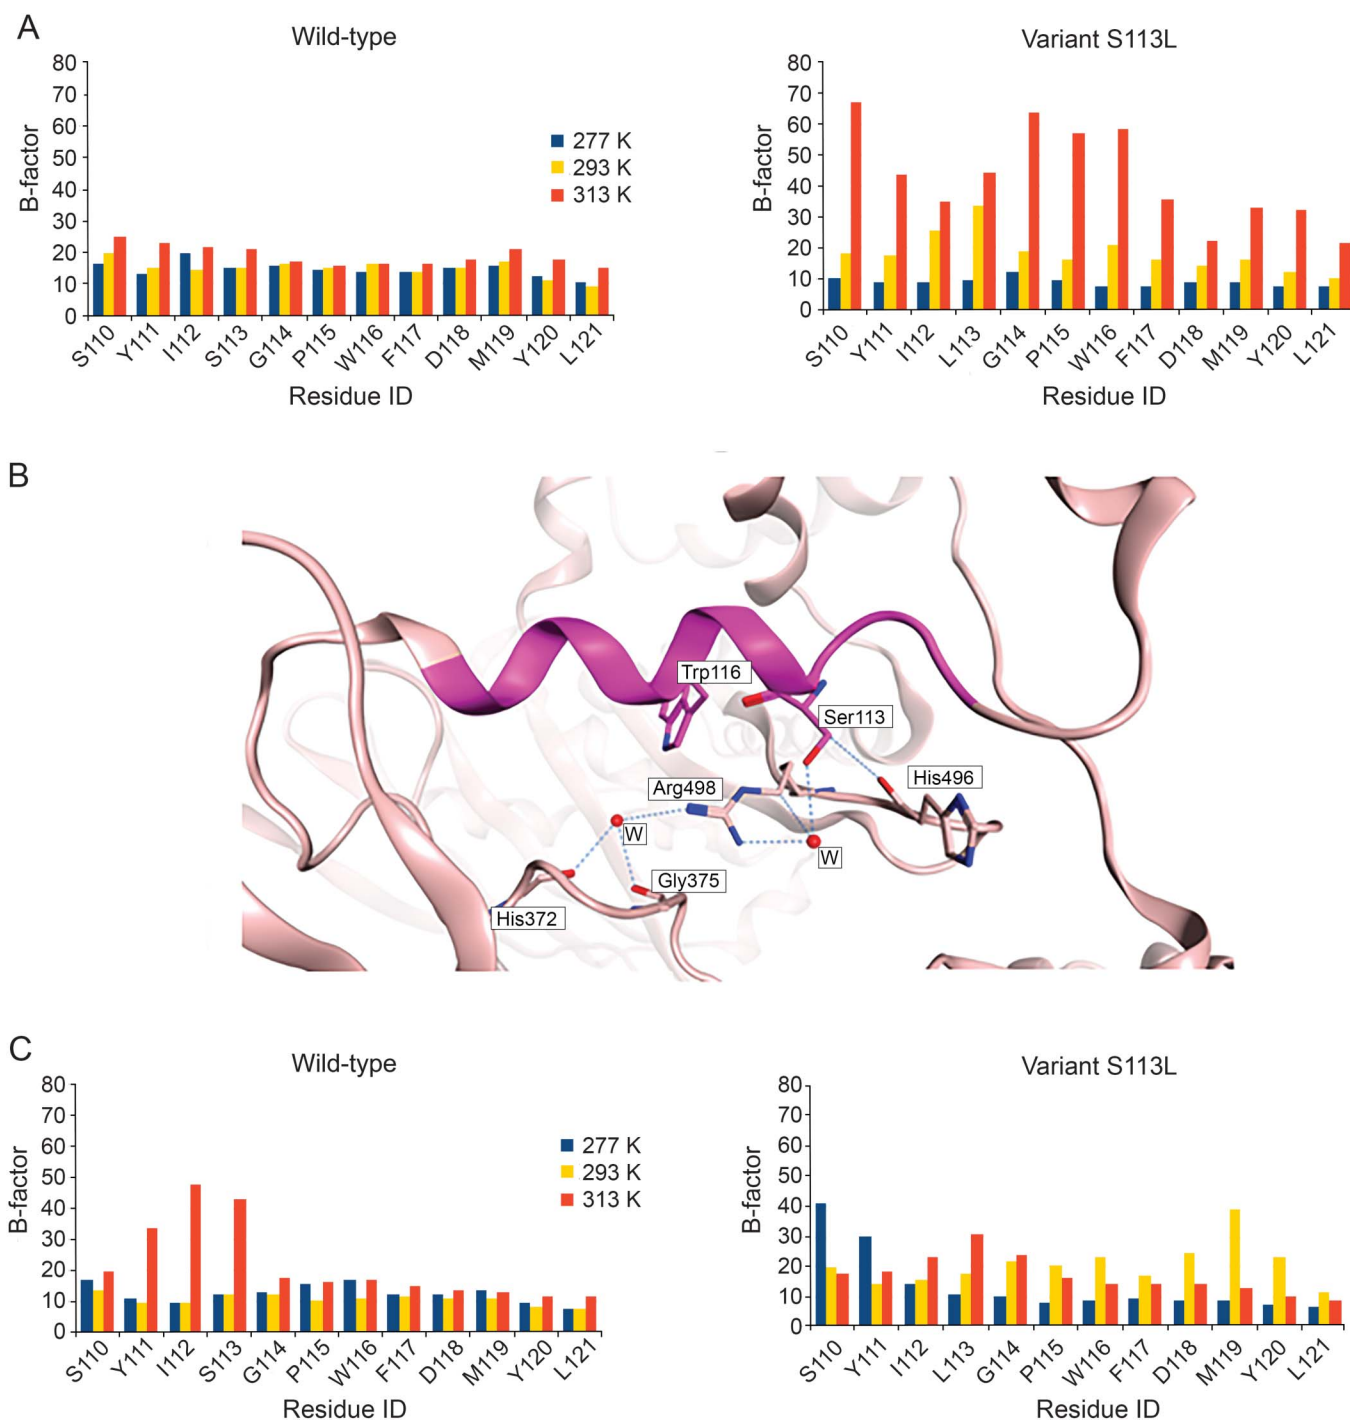 A
Wild-type
B-factor
80
70
60
50
40
30
20
10
0
277 K
293 K
313 K
S110
Y111
I112
S113
G114
P115
W116
F117
D118
M119
Y120
L121
Residue ID
Variant S113L
B-factor
80
70
60
50
40
30
20
10
0
S110
Y111
I112
L113
G114
P115
W116
F117
D118
M119
Y120
L121
Residue ID
B
Trp116
Ser113
His496
Arg498
W
W
Gly375
His372
C
Wild-type
B-factor
80
70
60
50
40
30
20
10
0
277 K
293 K
313 K
S110
Y111
I112
S113
G114
P115
W116
F117
D118
M119
Y120
L121
Residue ID
Variant S113L
B-factor
80
70
60
50
40
30
20
10
0
S110
Y111
I112
L113
G114
P115
W116
F117
D118
M119
Y120
L121
Residue ID